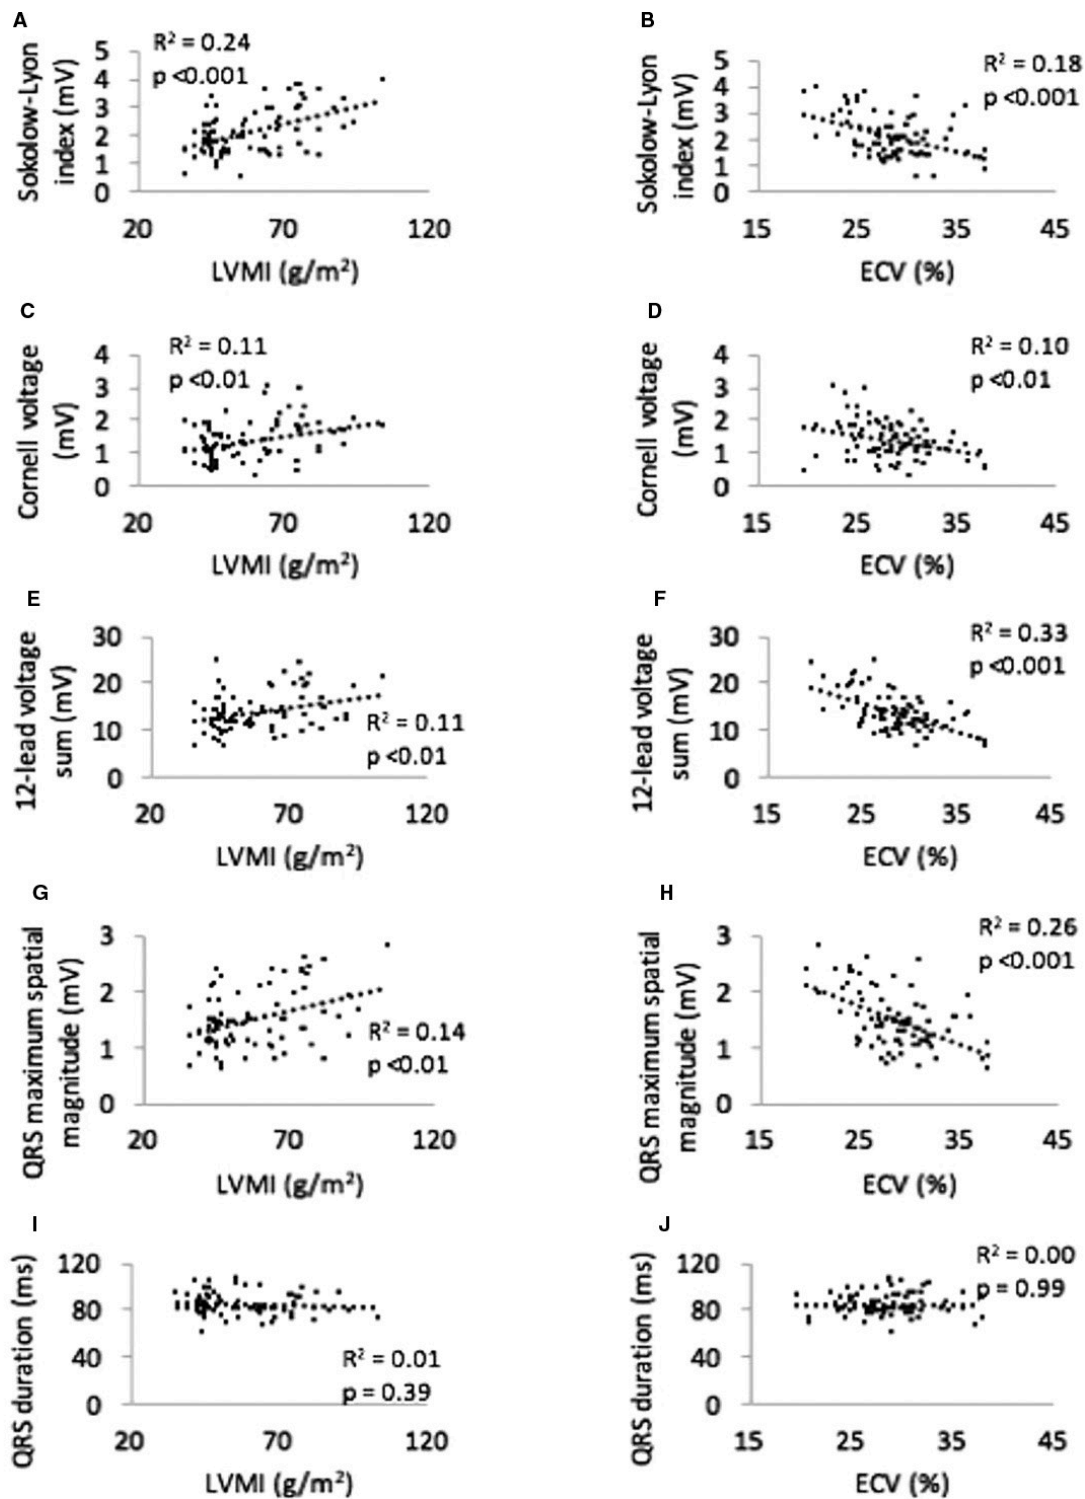 A
Sokolow-Lyon
index (mV)
R² = 0.24
p <0.001
5
4
3
2
1
0
20 70 120
LVMI (g/m²)
B
Sokolow-Lyon
index (mV)
R² = 0.18
p <0.001
5
4
3
2
1
0
15 25 35 45
ECV (%)
C
Cornell voltage
(mV)
R² = 0.11
p <0.01
4
3
2
1
0
20 70 120
LVMI (g/m²)
D
Cornell voltage
(mV)
R² = 0.10
p <0.01
4
3
2
1
0
15 25 35 45
ECV (%)
E
12-lead voltage
sum (mV)
30
20
10
0
R² = 0.11
p <0.01
20 70 120
LVMI (g/m²)
F
12-lead voltage
sum (mV)
R² = 0.33
p <0.001
30
20
10
0
15 25 35 45
ECV (%)
G
QRS maximum spatial
magnitude (mV)
3
2
1
0
R² = 0.14
p <0.01
20 70 120
LVMI (g/m²)
H
QRS maximum spatial
magnitude (mV)
R² = 0.26
p <0.001
3
2
1
0
15 25 35 45
ECV (%)
I
QRS duration (ms)
120
80
40
0
R² = 0.01
p = 0.39
20 70 120
LVMI (g/m²)
J
QRS duration (ms)
R² = 0.00
p = 0.99
120
80
40
0
15 25 35 45
ECV (%)